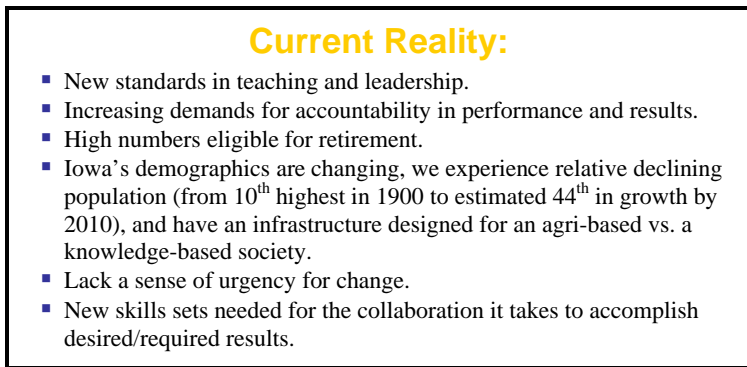 Current Reality:
▪ New standards in teaching and leadership.
▪ Increasing demands for accountability in performance and results.
▪ High numbers eligible for retirement.
▪ Iowa's demographics are changing, we experience relative declining
population (from 10th highest in 1900 to estimated 44th in growth by
2010), and have an infrastructure designed for an agri-based vs. a
knowledge-based society.
▪ Lack a sense of urgency for change.
▪ New skills sets needed for the collaboration it takes to accomplish
desired/required results.